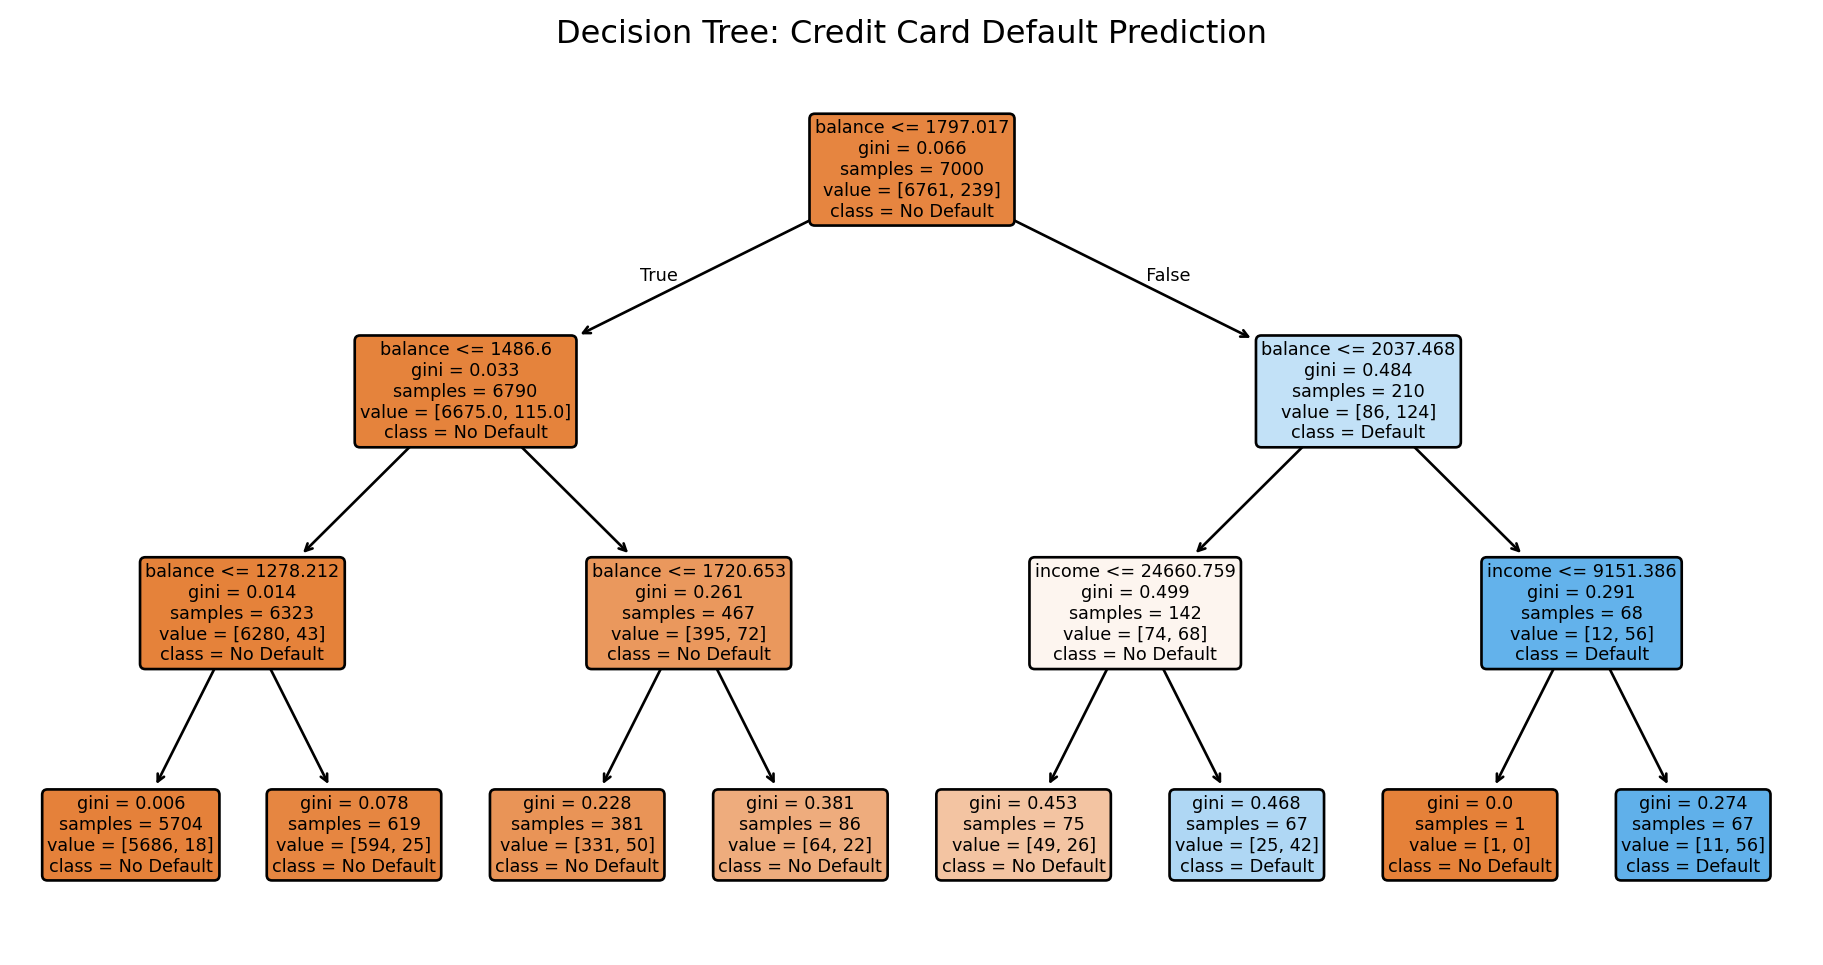 Decision Tree: Credit Card Default Prediction
balance <= 1797.017
gini = 0.066
samples = 7000
value = [6761, 239]
class = No Default
True
False
balance <= 1486.6
gini = 0.033
samples = 6790
value = [6675.0, 115.0]
class = No Default
balance <= 2037.468
gini = 0.484
samples = 210
value = [86, 124]
class = Default
balance <= 1278.212
gini = 0.014
samples = 6323
value = [6280, 43]
class = No Default
balance <= 1720.653
gini = 0.261
samples = 467
value = [395, 72]
class = No Default
income <= 24660.759
gini = 0.499
samples = 142
value = [74, 68]
class = No Default
income <= 9151.386
gini = 0.291
samples = 68
value = [12, 56]
class = Default
gini = 0.006
samples = 5704
value = [5686, 18]
class = No Default
gini = 0.078
samples = 619
value = [594, 25]
class = No Default
gini = 0.228
samples = 381
value = [331, 50]
class = No Default
gini = 0.381
samples = 86
value = [64, 22]
class = No Default
gini = 0.453
samples = 75
value = [49, 26]
class = No Default
gini = 0.468
samples = 67
value = [25, 42]
class = Default
gini = 0.0
samples = 1
value = [1, 0]
class = No Default
gini = 0.274
samples = 67
value = [11, 56]
class = Default